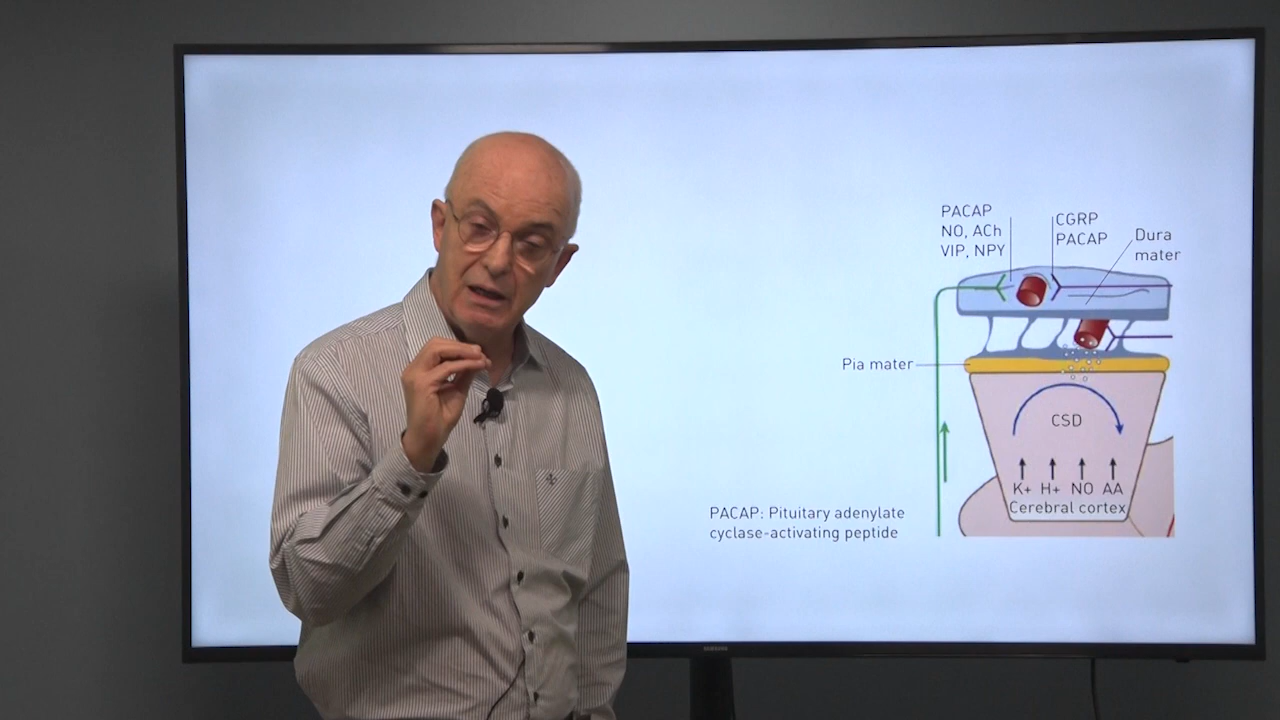 PACAP
NO, ACh
VIP, NPY
CGRP
PACAP
Dura
mater
Pia mater
CSD
K+ H+ NO AA
Cerebral cortex
PACAP: Pituitary adenylate
cyclase-activating peptide
SAMSUNG